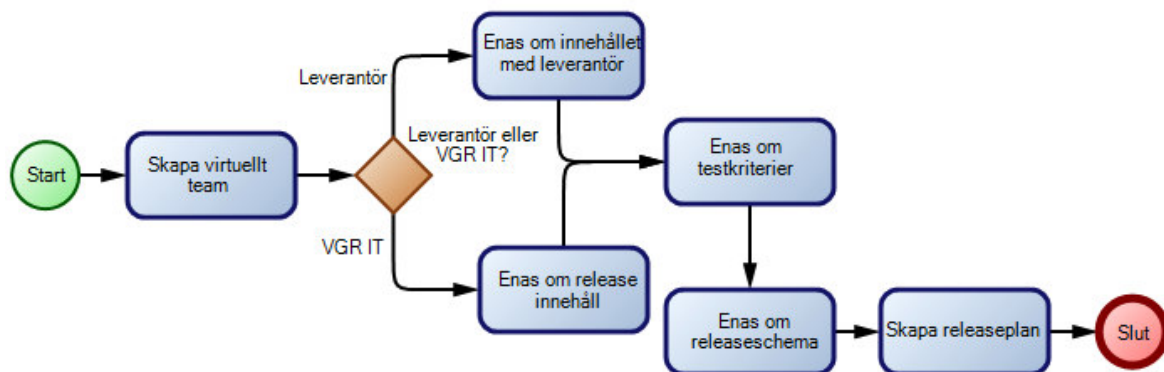 Start
Skapa virtuellt
team
Leverantör
Leverantör eller
VGR IT?
VGR IT
Enas om innehållet
med leverantör
Enas om release
innehåll
Enas om
testkriterier
Enas om
releaseschema
Skapa releaseplan
Slut